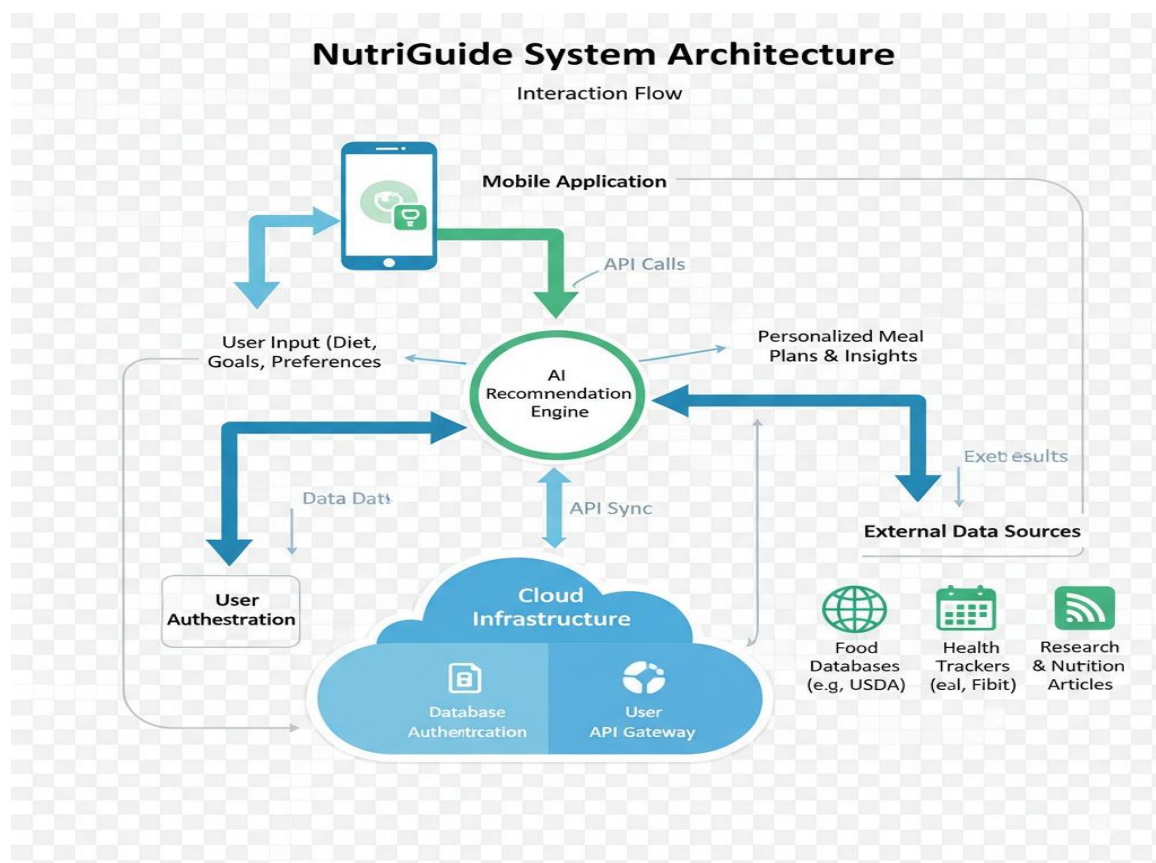 NutriGuide System Architecture
Interaction Flow
Mobile Application
API Calls
User Input (Diet,
Goals, Preferences
Personalized Meal
Plans & Insights
AI
Recomnendation
Engine
Data Dats
API Sync
Exet esults
External Data Sources
User
Authestration
Cloud
Infrastructure
Database
Authentrcation
User
API Gateway
Food
Databases
(e.g, USDA)
Health
Trackers
(eal, Fibit)
Research
& Nutrition
Articles